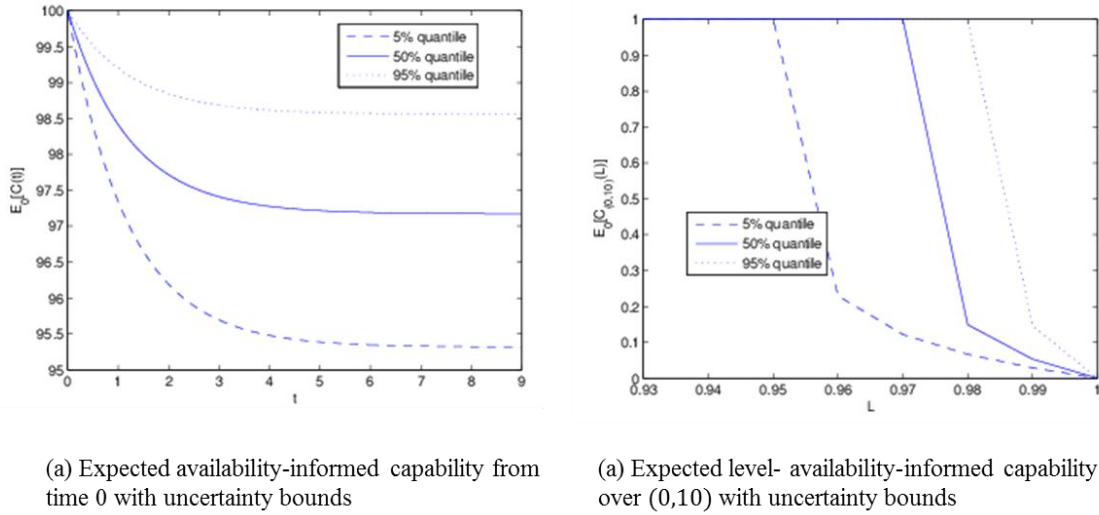 100
99.5
99
98.5
98
97.5
97
96.5
96
95.5
95
E₀[C(t)]
0 1 2 3 4 5 6 7 8 9
t
5% quantile
50% quantile
95% quantile
1
0.9
0.8
0.7
0.6
0.5
0.4
0.3
0.2
0.1
0
E₀[C₍₀,₁₀₎(L)]
0.93 0.94 0.95 0.96 0.97 0.98 0.99 1
L
5% quantile
50% quantile
95% quantile
(a) Expected availability-informed capability from
time 0 with uncertainty bounds
(a) Expected level- availability-informed capability
over (0,10) with uncertainty bounds